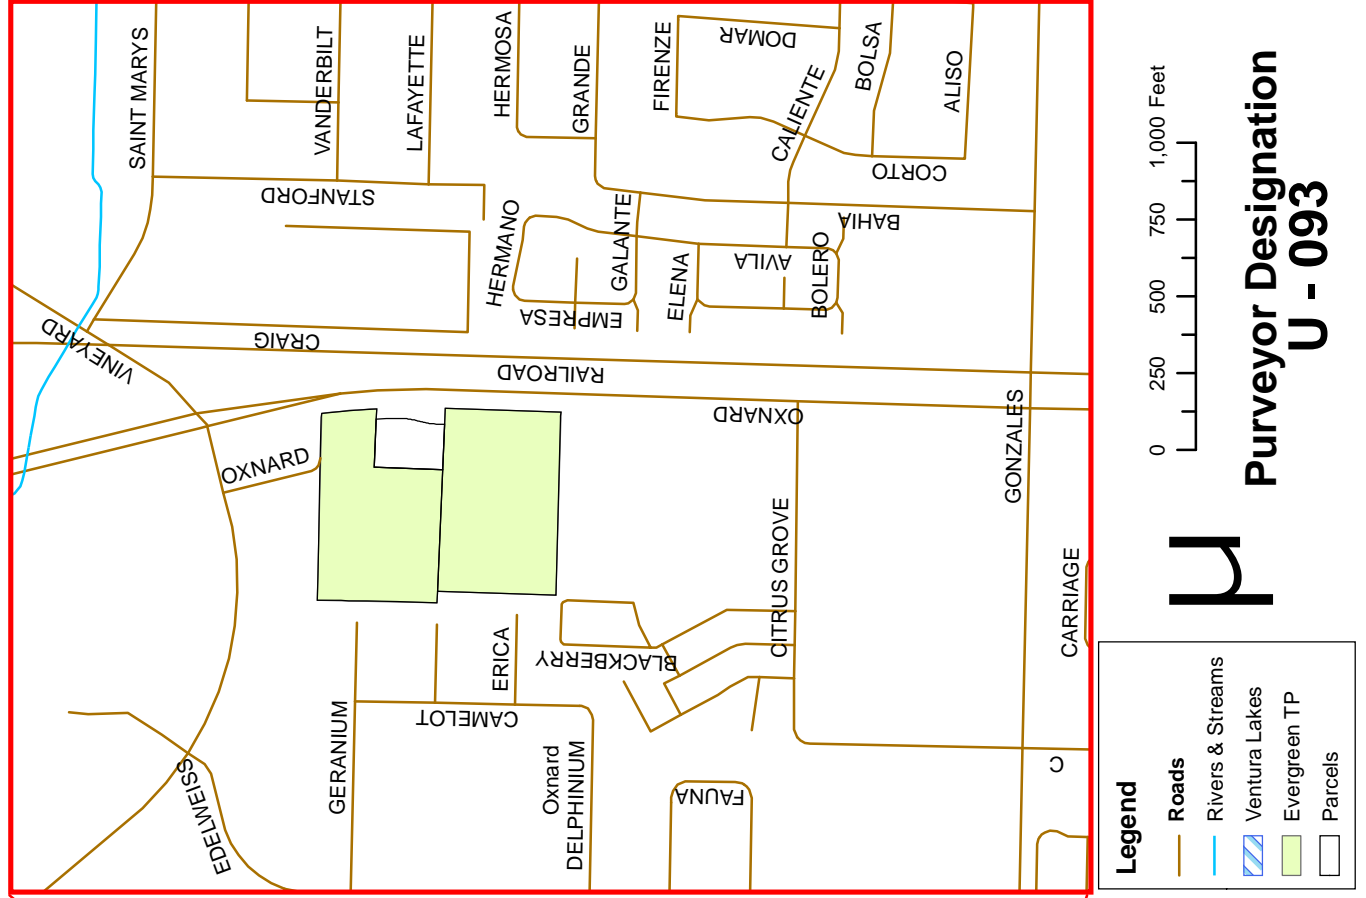 SAINT MARYS
VANDERBILT
LAFAYETTE
HERMOSA
GRANDE
FIRENZE
DOMAR
CALIENTE
BOLSA
ALISO
STANFORD
CORTO
HERMANO
GALANTE
ELENA
AVILA
BOLERO
BAHIA
EMPRESA
VINEYARD
CRAIG
RAILROAD
OXNARD
OXNARD
GONZALES
CITRUS GROVE
CARRIAGE
ERICA
BLACKBERRY
GERANIUM
CAMELOT
Oxnard
DELPHINIUM
FAUNA
EDELWEISS
C
0 250 500 750 1,000 Feet
µ
Purveyor Designation
U - 093
Legend
Roads
Rivers & Streams
Ventura Lakes
Evergreen TP
Parcels